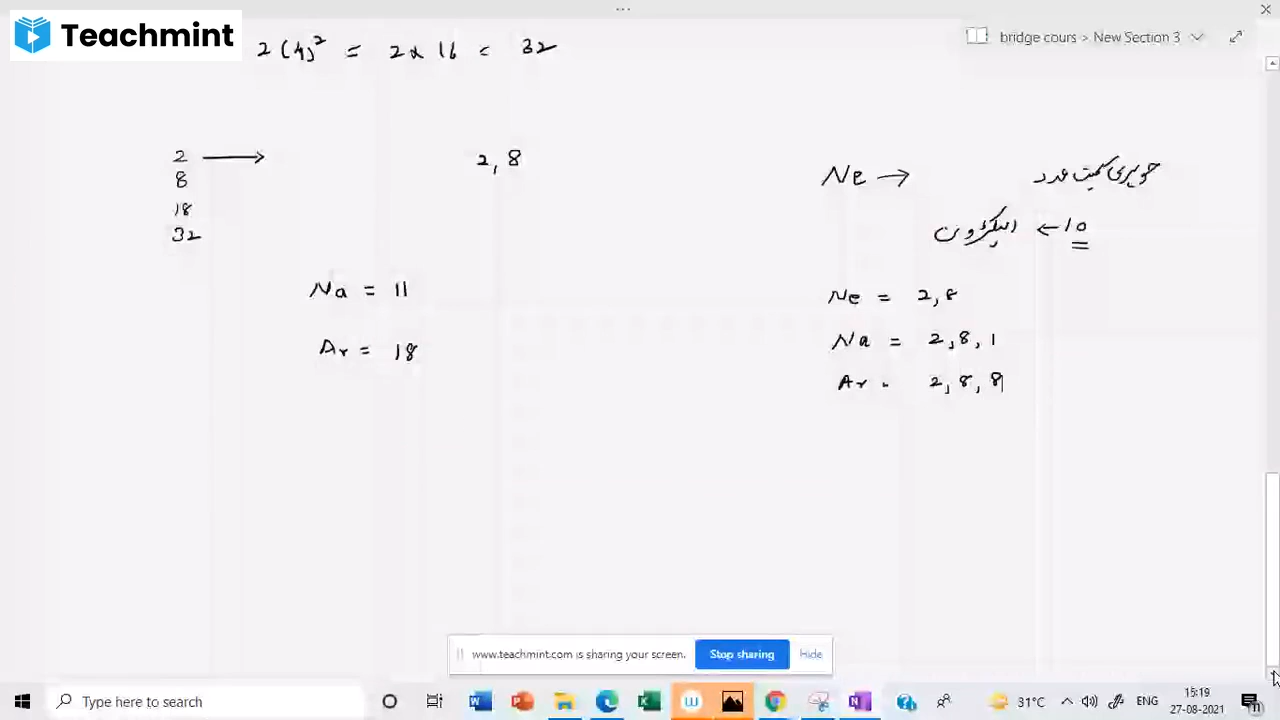 Teachmint
bridge cours > New Section 3
2(4)² = 2 x 16 = 32
2 →
8
18
32
2, 8
Ne → جوہری کمیت عدد
10 ← الیکٹرون
Na = 11
Ar = 18
Ne = 2,8
Na = 2,8,1
Ar = 2,8,8
www.teachmint.com is sharing your screen. Stop sharing Hide
Type here to search
31°C ENG 15:19
27-08-2021
11